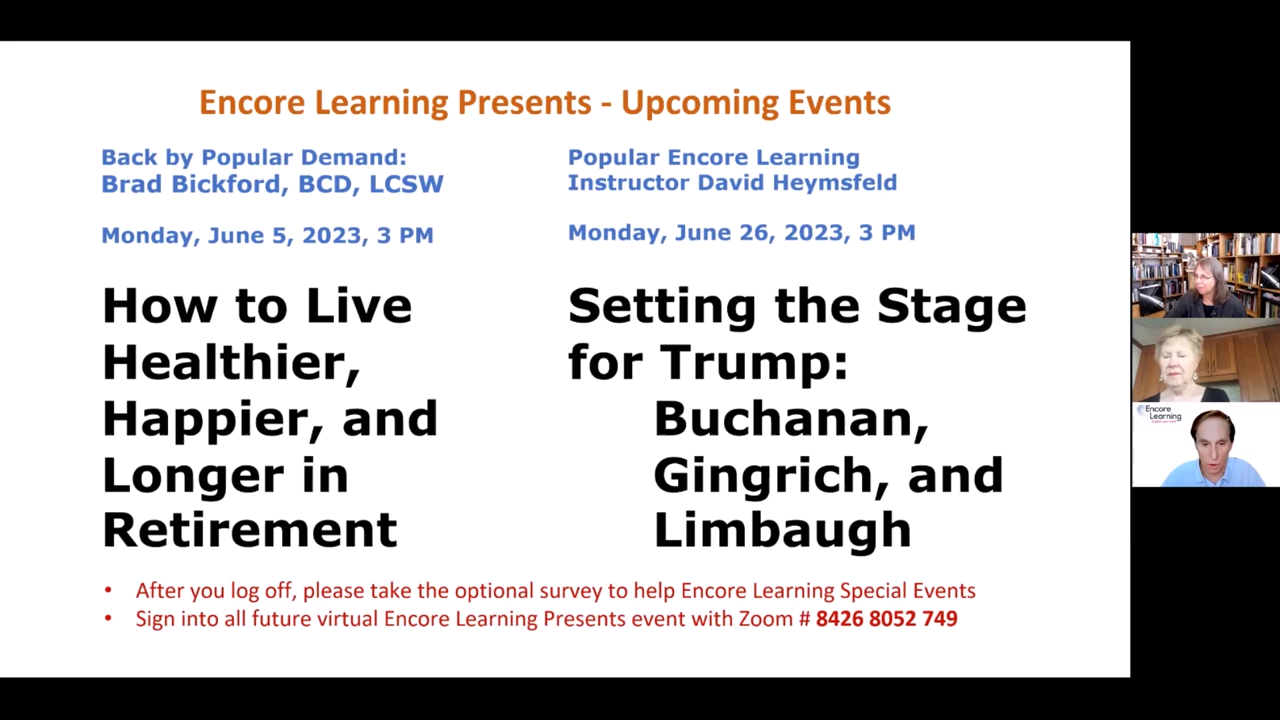 Encore Learning Presents - Upcoming Events
Back by Popular Demand:
Brad Bickford, BCD, LCSW
Monday, June 5, 2023, 3 PM
How to Live
Healthier,
Happier, and
Longer in
Retirement
Popular Encore Learning
Instructor David Heymsfeld
Monday, June 26, 2023, 3 PM
Setting the Stage
for Trump:
Buchanan,
Gingrich, and
Limbaugh
• After you log off, please take the optional survey to help Encore Learning Special Events
• Sign into all future virtual Encore Learning Presents event with Zoom # 8426 8052 749
Encore
Learning